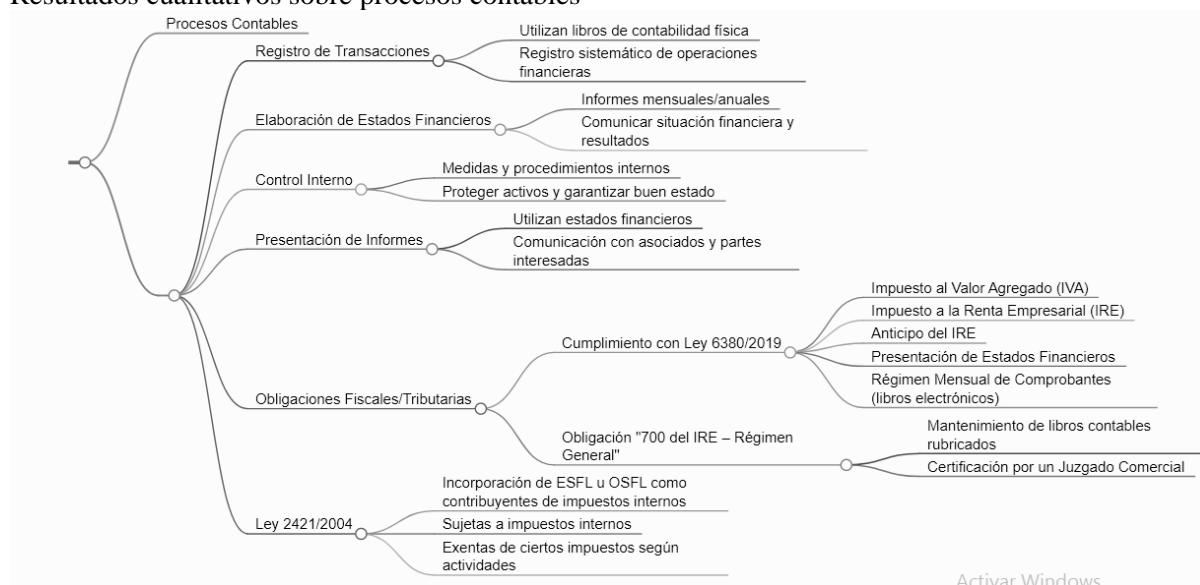 Resultados cualitativos sobre procesos contables
Procesos Contables
Registro de Transacciones
Utilizan libros de contabilidad física
Registro sistemático de operaciones
financieras
Elaboración de Estados Financieros
Informes mensuales/anuales
Comunicar situación financiera y
resultados
Control Interno
Medidas y procedimientos internos
Proteger activos y garantizar buen estado
Presentación de Informes
Utilizan estados financieros
Comunicación con asociados y partes
interesadas
Obligaciones Fiscales/Tributarias
Cumplimiento con Ley 6380/2019
Impuesto al Valor Agregado (IVA)
Impuesto a la Renta Empresarial (IRE)
Anticipo del IRE
Presentación de Estados Financieros
Régimen Mensual de Comprobantes
(libros electrónicos)
Obligación "700 del IRE – Régimen
General"
Mantenimiento de libros contables
rubricados
Certificación por un Juzgado Comercial
Ley 2421/2004
Incorporación de ESFL u OSFL como
contribuyentes de impuestos internos
Sujetas a impuestos internos
Exentas de ciertos impuestos según
actividades
Activar Windows